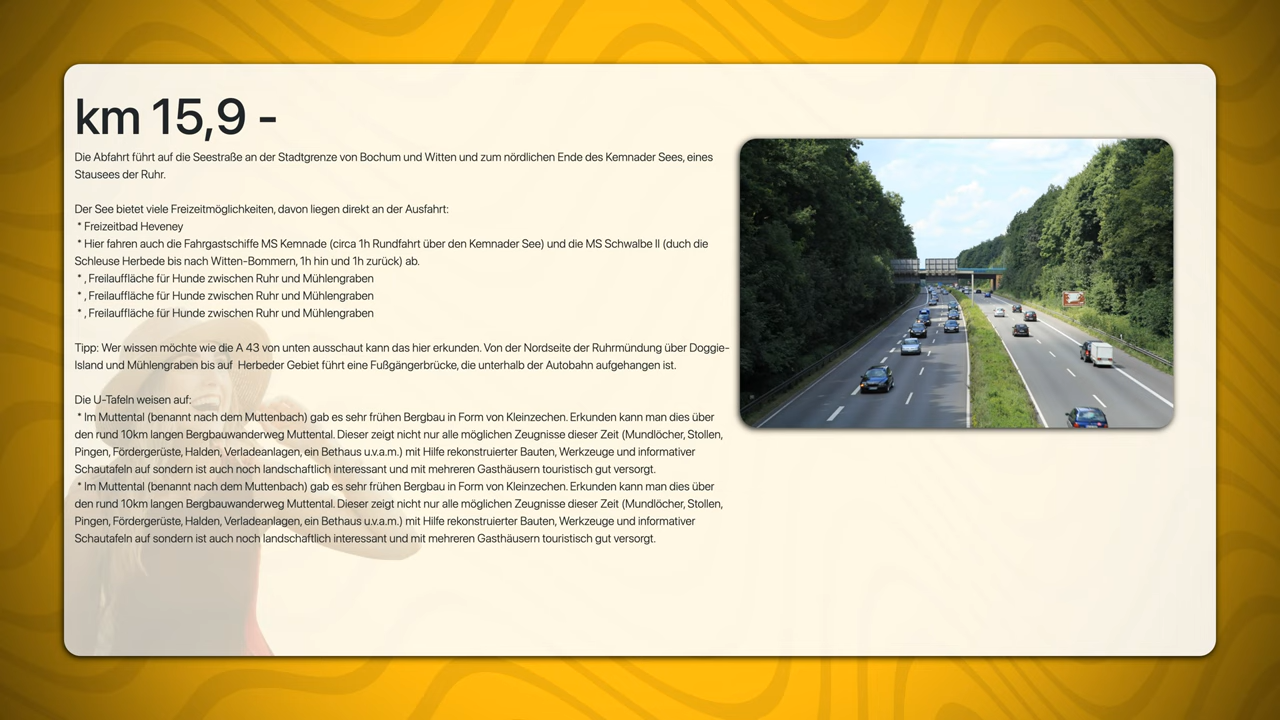 km 15,9 -
Die Abfahrt führt auf die Seestraße an der Stadtgrenze von Bochum und Witten und zum nördlichen Ende des Kemnader Sees, eines
Stausees der Ruhr.
Der See bietet viele Freizeitmöglichkeiten, davon liegen direkt an der Ausfahrt:
* Freizeitbad Heveney
* Hier fahren auch die Fahrgastschiffe MS Kemnade (circa 1h Rundfahrt über den Kemnader See) und die MS Schwalbe II (duch die
Schleuse Herbede bis nach Witten-Bommern, 1h hin und 1h zurück) ab.
* , Freilauffläche für Hunde zwischen Ruhr und Mühlengraben
* , Freilauffläche für Hunde zwischen Ruhr und Mühlengraben
* , Freilauffläche für Hunde zwischen Ruhr und Mühlengraben
Tipp: Wer wissen möchte wie die A 43 von unten ausschaut kann das hier erkunden. Von der Nordseite der Ruhrmündung über Doggie-
Island und Mühlengraben bis auf  Herbeder Gebiet führt eine Fußgängerbrücke, die unterhalb der Autobahn aufgehangen ist.
Die U-Tafeln weisen auf:
* Im Muttental (benannt nach dem Muttenbach) gab es sehr frühen Bergbau in Form von Kleinzechen. Erkunden kann man dies über
den rund 10km langen Bergbauwanderweg Muttental. Dieser zeigt nicht nur alle möglichen Zeugnisse dieser Zeit (Mundlöcher, Stollen,
Pingen, Fördergerüste, Halden, Verladeanlagen, ein Bethaus u.v.a.m.) mit Hilfe rekonstruierter Bauten, Werkzeuge und informativer
Schautafeln auf sondern ist auch noch landschaftlich interessant und mit mehreren Gasthäusern touristisch gut versorgt.
* Im Muttental (benannt nach dem Muttenbach) gab es sehr frühen Bergbau in Form von Kleinzechen. Erkunden kann man dies über
den rund 10km langen Bergbauwanderweg Muttental. Dieser zeigt nicht nur alle möglichen Zeugnisse dieser Zeit (Mundlöcher, Stollen,
Pingen, Fördergerüste, Halden, Verladeanlagen, ein Bethaus u.v.a.m.) mit Hilfe rekonstruierter Bauten, Werkzeuge und informativer
Schautafeln auf sondern ist auch noch landschaftlich interessant und mit mehreren Gasthäusern touristisch gut versorgt.